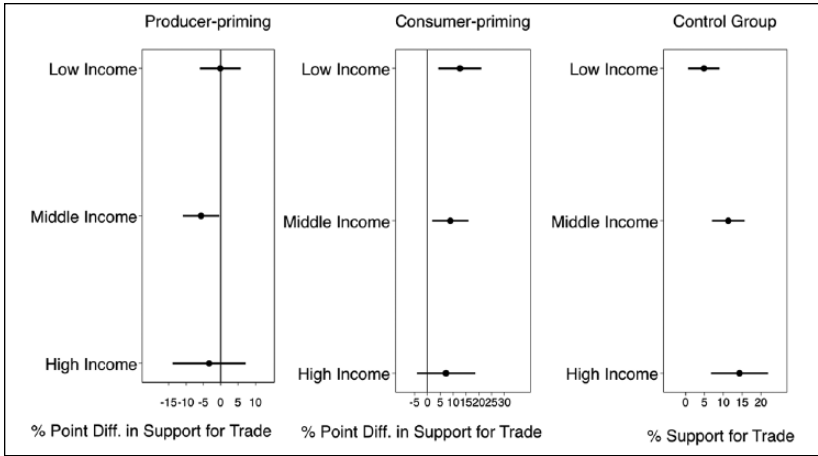 Producer-priming
Consumer-priming
Control Group
Low Income
Middle Income
High Income
-15-10 -5 0 5 10
% Point Diff. in Support for Trade
Low Income
Middle Income
High Income
-5 0 5 1015202530
% Point Diff. in Support for Trade
Low Income
Middle Income
High Income
0 5 10 15 20
% Support for Trade